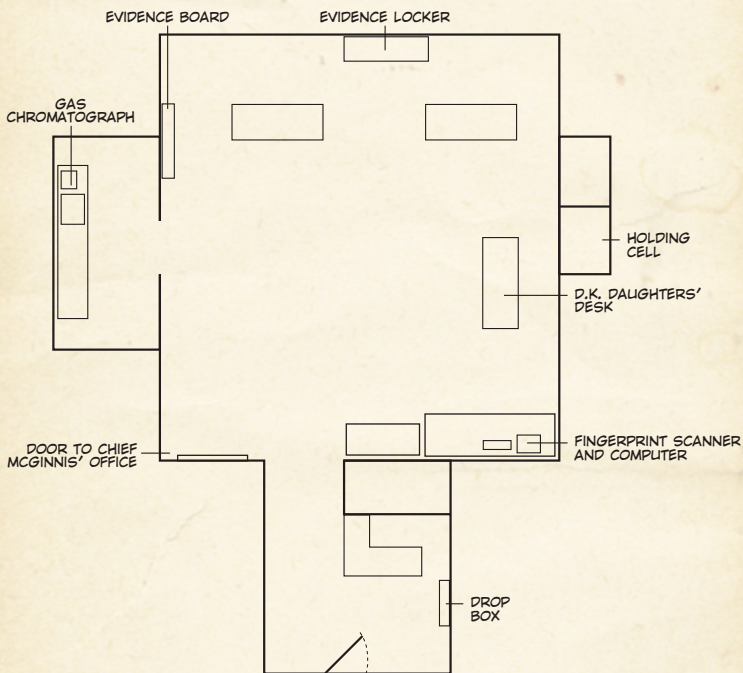 EVIDENCE BOARD
EVIDENCE LOCKER
GAS
CHROMATOGRAPH
HOLDING
CELL
D.K. DAUGHTERS'
DESK
DOOR TO CHIEF
MCGINNIS' OFFICE
FINGERPRINT SCANNER
AND COMPUTER
DROP
BOX